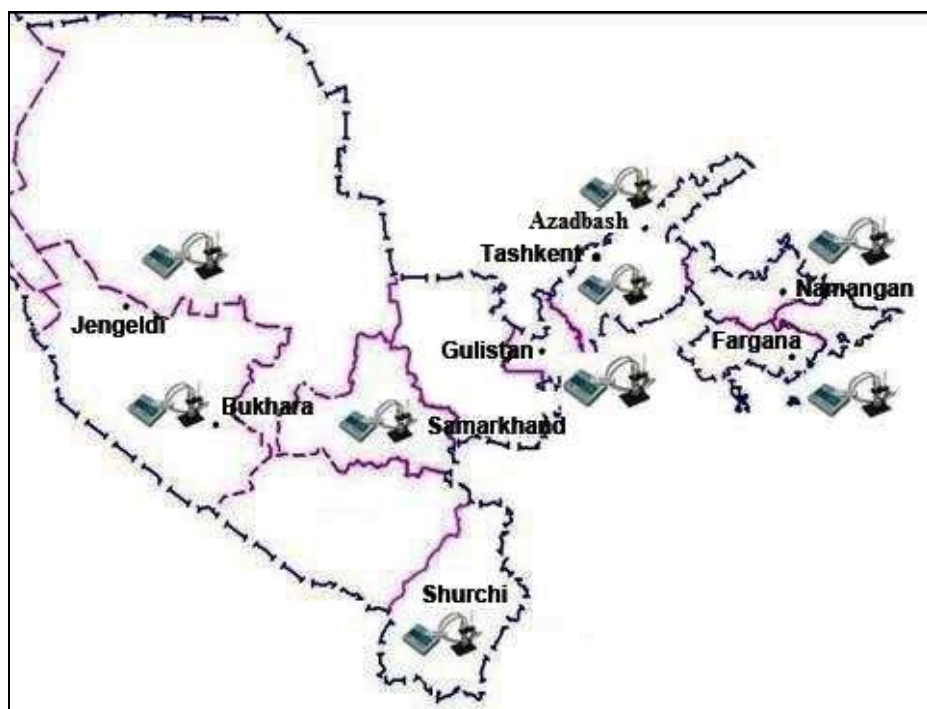 Azadbash
Tashkent
Namangan
Jengeldi
Gulistan
Fargana
Bukhara
Samarkhand
Shurchi